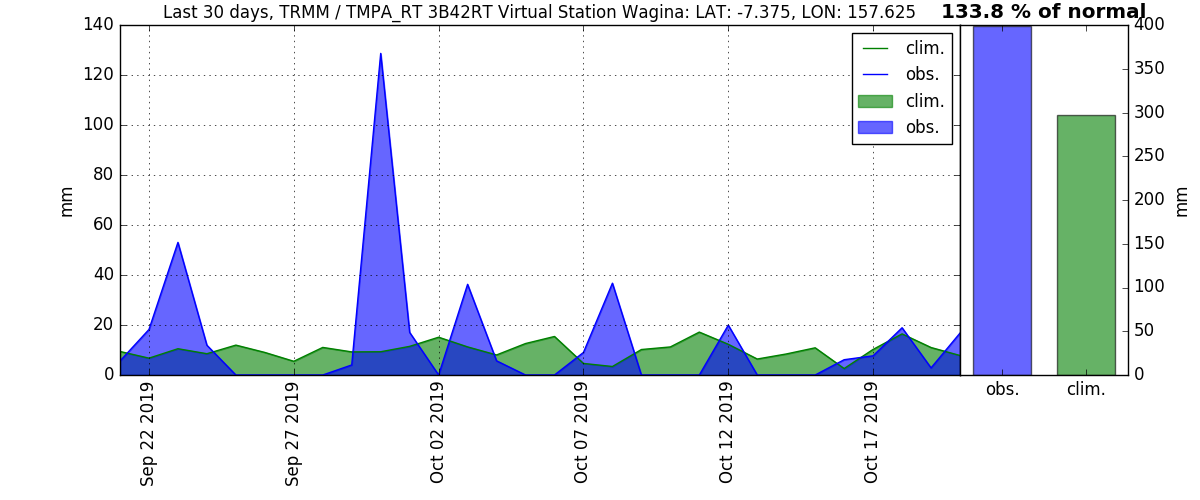 Last 30 days, TRMM / TMPA_RT 3B42RT Virtual Station Wagina: LAT: -7.375, LON: 157.625
133.8 % of normal
140
120
100
80
60
40
20
0
mm
clim.
obs.
clim.
obs.
400
350
300
250
200
150
100
50
0
mm
Sep 22 2019
Sep 27 2019
Oct 02 2019
Oct 07 2019
Oct 12 2019
Oct 17 2019
obs.
clim.